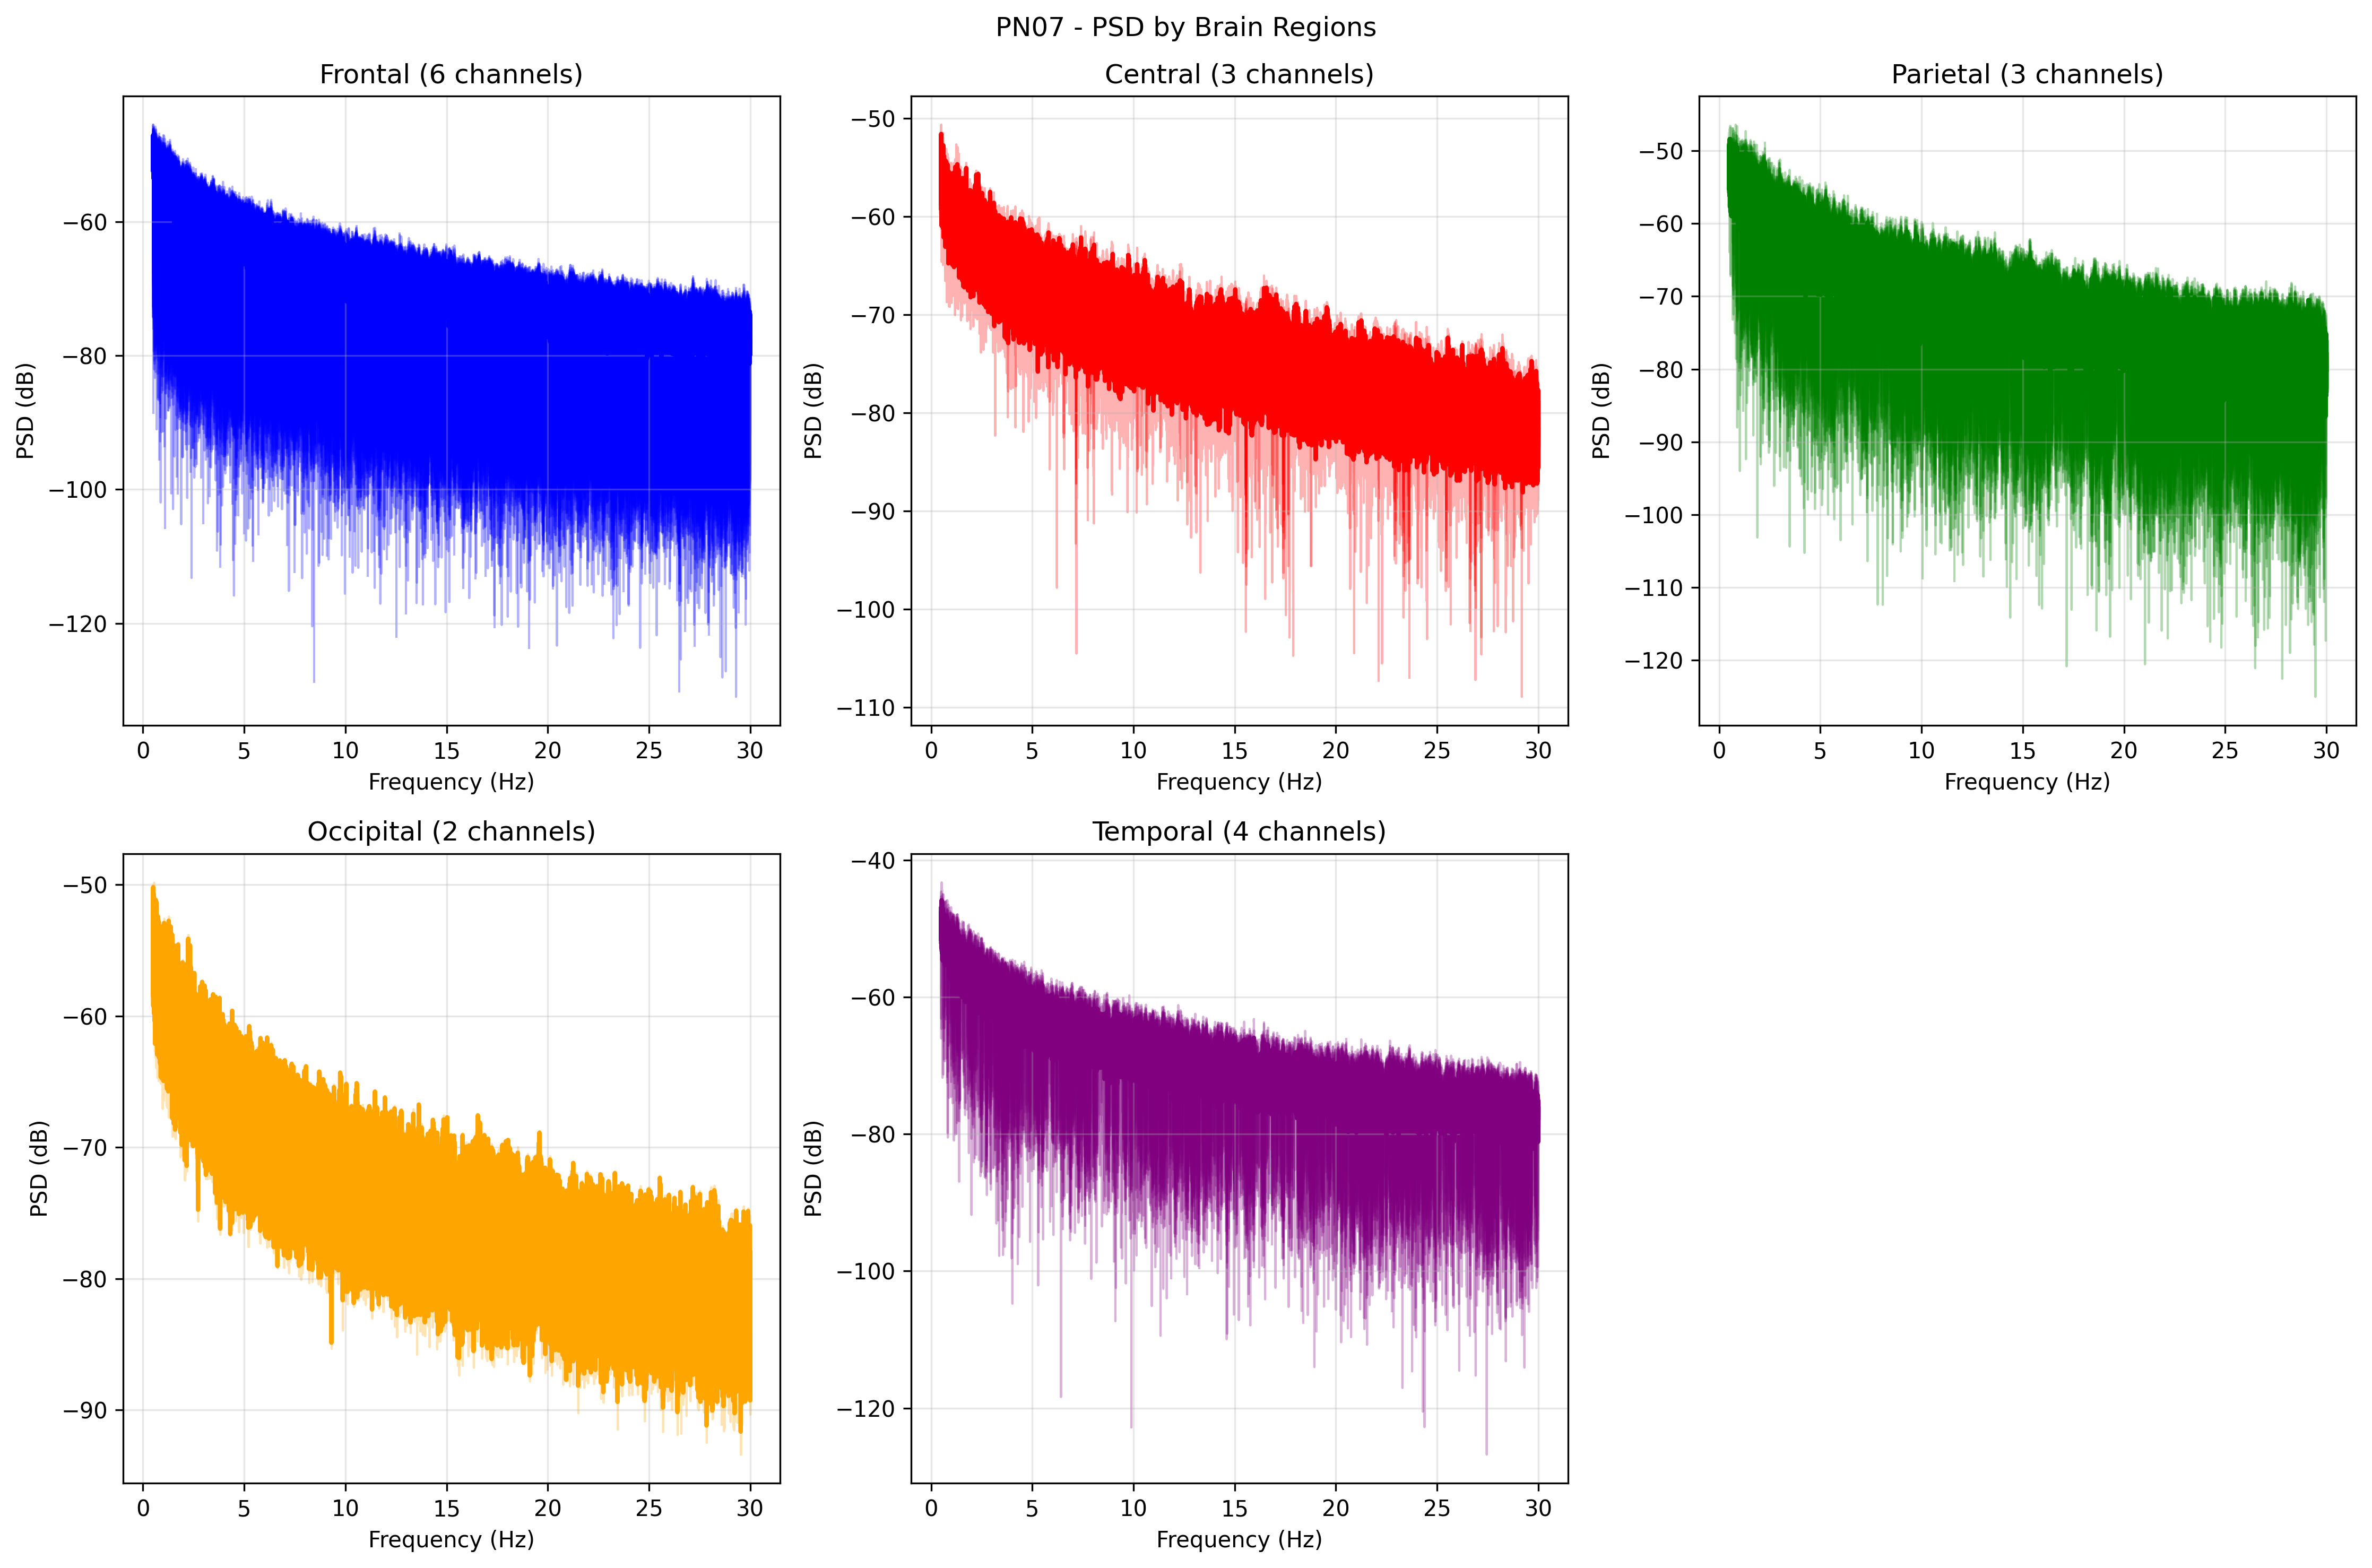 PN07 - PSD by Brain Regions
Frontal (6 channels)
PSD (dB)
−60
−80
−100
−120
0 5 10 15 20 25 30
Frequency (Hz)
Central (3 channels)
PSD (dB)
−50
−60
−70
−80
−90
−100
−110
0 5 10 15 20 25 30
Frequency (Hz)
Parietal (3 channels)
PSD (dB)
−50
−60
−70
−80
−90
−100
−110
−120
0 5 10 15 20 25 30
Frequency (Hz)
Occipital (2 channels)
PSD (dB)
−50
−60
−70
−80
−90
0 5 10 15 20 25 30
Frequency (Hz)
Temporal (4 channels)
PSD (dB)
−40
−60
−80
−100
−120
0 5 10 15 20 25 30
Frequency (Hz)